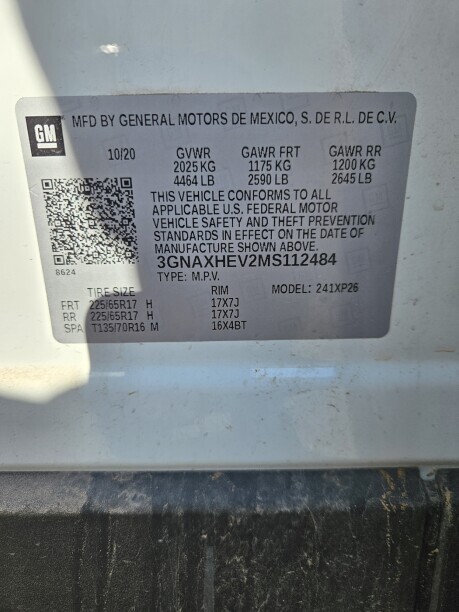 GM
MFD BY GENERAL MOTORS DE MEXICO, S. DE R.L. DE C.V.
10/20 GVWR GAWR FRT GAWR RR
2025 KG 1175 KG 1200 KG
4464 LB 2590 LB 2645 LB
THIS VEHICLE CONFORMS TO ALL
APPLICABLE U.S. FEDERAL MOTOR
VEHICLE SAFETY AND THEFT PREVENTION
STANDARDS IN EFFECT ON THE DATE OF
MANUFACTURE SHOWN ABOVE.
8624
3GNAXHEV2MS112484
TYPE: M.P.V.
TIRE SIZE RIM MODEL: 241XP26
FRT 225/65R17 H 17X7J
RR 225/65R17 H 17X7J
SPA T135/70R16 M 16X4BT